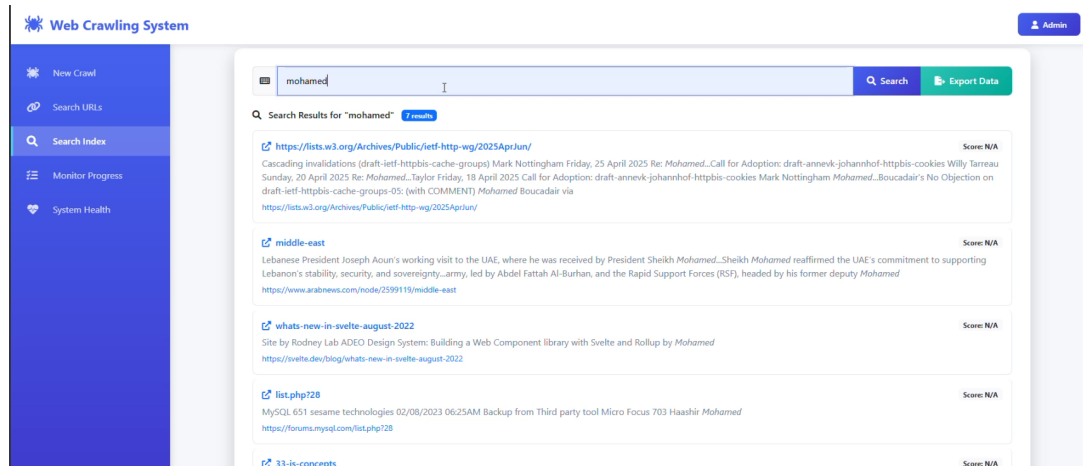 Web Crawling System
Admin
New Crawl
Search URLs
Search Index
Monitor Progress
System Health
mohamed
Search
Export Data
Search Results for "mohamed" 7 results
https://lists.w3.org/Archives/Public/ietf-http-wg/2025AprJun/
Score: N/A
Cascading invalidations (draft-ietf-httpbis-cache-groups) Mark Nottingham Friday, 25 April 2025 Re: Mohamed...Call for Adoption: draft-annevk-johannhof-httpbis-cookies Willy Tarreau
Sunday, 20 April 2025 Re: Mohamed...Taylor Friday, 18 April 2025 Call for Adoption: draft-annevk-johannhof-httpbis-cookies Mark Nottingham Mohamed...Boucadair's No Objection on
draft-ietf-httpbis-cache-groups-05: (with COMMENT) Mohamed Boucadair via
https://lists.w3.org/Archives/Public/ietf-http-wg/2025AprJun/
middle-east
Score: N/A
Lebanese President Joseph Aoun's working visit to the UAE, where he was received by President Sheikh Mohamed...Sheikh Mohamed reaffirmed the UAE's commitment to supporting
Lebanon's stability, security, and sovereignty...army, led by Abdel Fattah Al-Burhan, and the Rapid Support Forces (RSF), headed by his former deputy Mohamed
https://www.arabnews.com/node/2599119/middle-east
whats-new-in-svelte-august-2022
Score: N/A
Site by Rodney Lab ADEO Design System: Building a Web Component library with Svelte and Rollup by Mohamed
https://svelte.dev/blog/whats-new-in-svelte-august-2022
list.php?28
Score: N/A
MySQL 651 sesame technologies 02/08/2023 06:25AM Backup from Third party tool Micro Focus 703 Haashir Mohamed
https://forums.mysql.com/list.php?28
33-js-concepts
Score: N/A